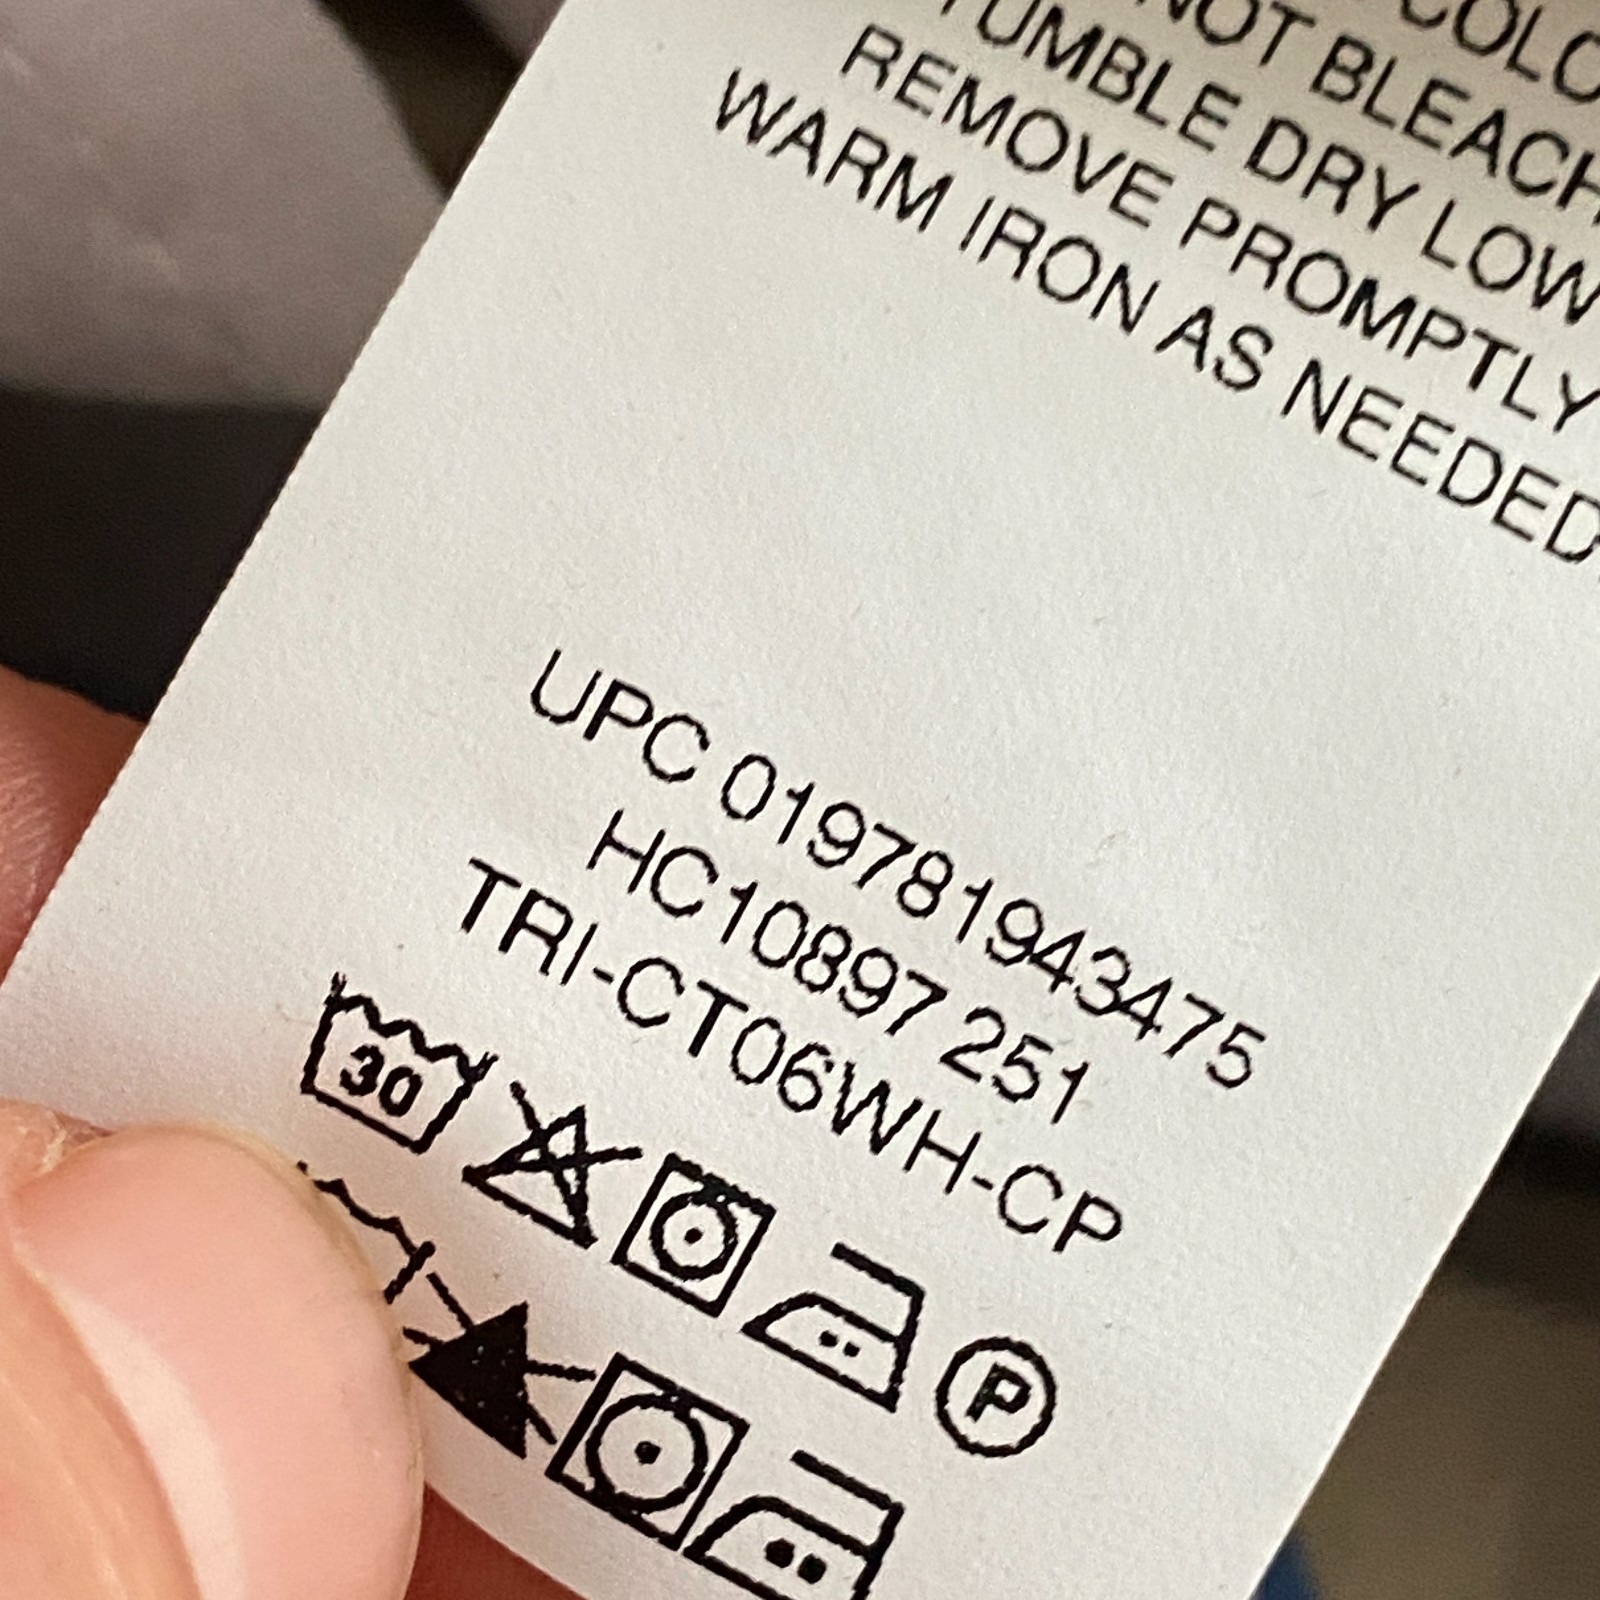 COLO
NOT BLEACH
TUMBLE DRY LOW
REMOVE PROMPTLY
WARM IRON AS NEEDED
UPC 019781943475
HC10897 251
TRI-CT06WH-CP
30
P